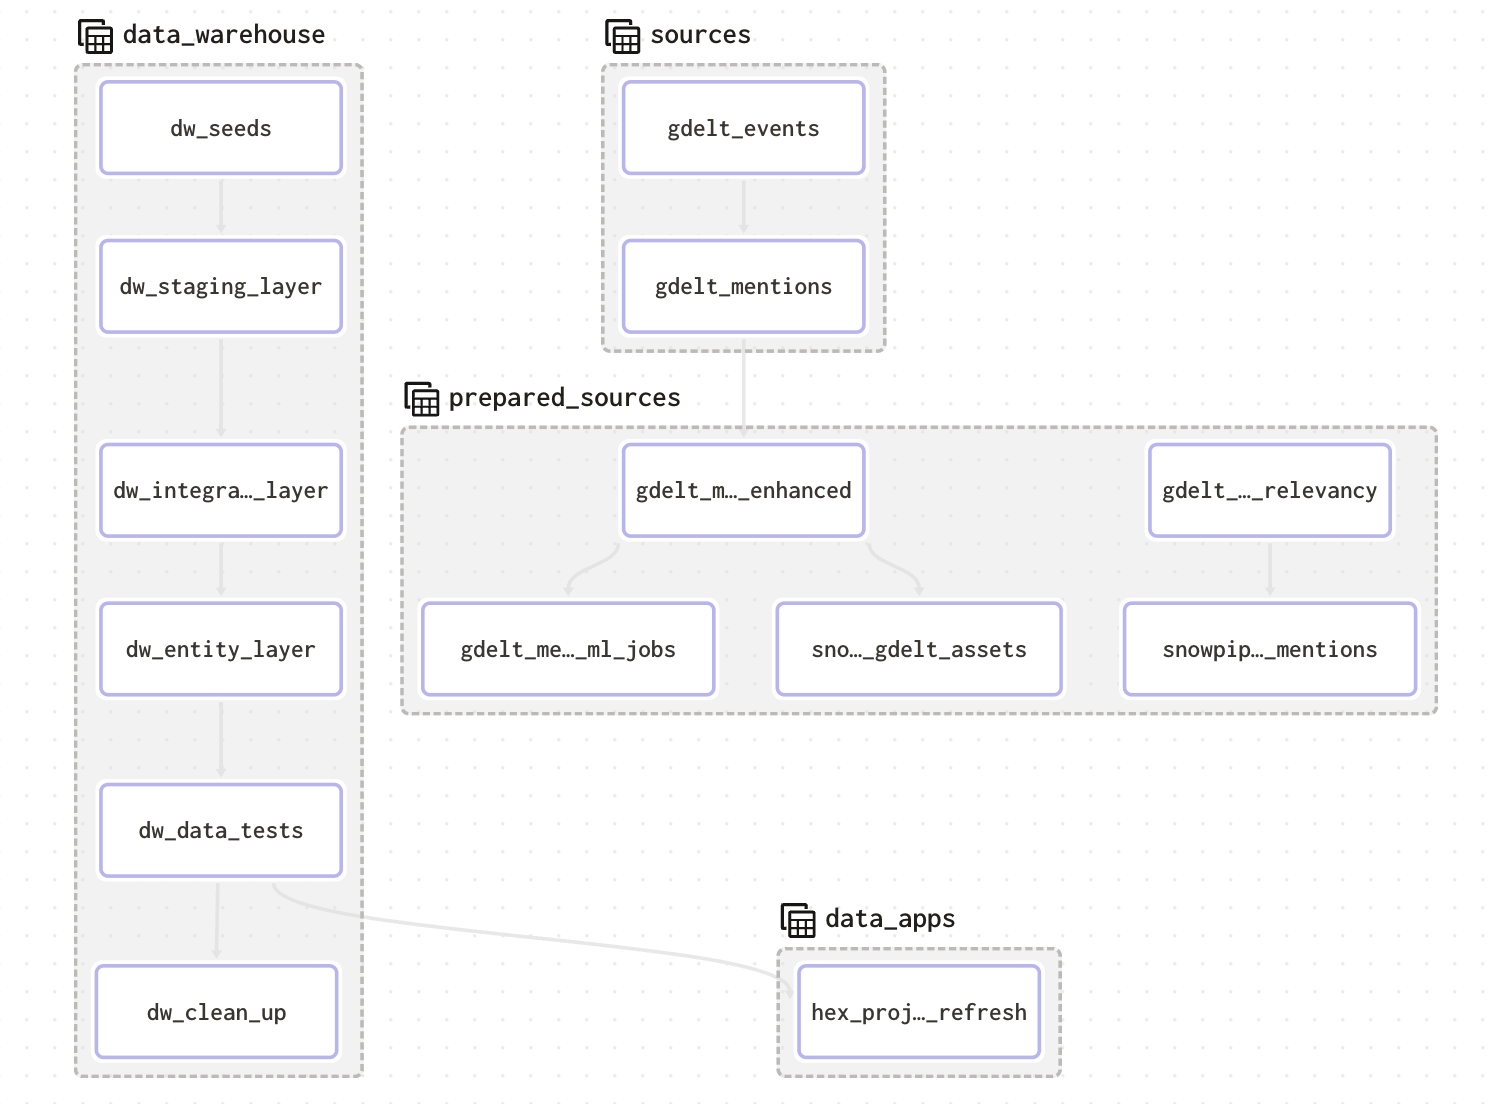 data_warehouse
dw_seeds
dw_staging_layer
dw_integra…_layer
dw_entity_layer
dw_data_tests
dw_clean_up
sources
gdelt_events
gdelt_mentions
prepared_sources
gdelt_m…_enhanced
gdelt_…_relevancy
gdelt_me…_ml_jobs
sno…_gdelt_assets
snowpip…_mentions
data_apps
hex_proj…_refresh